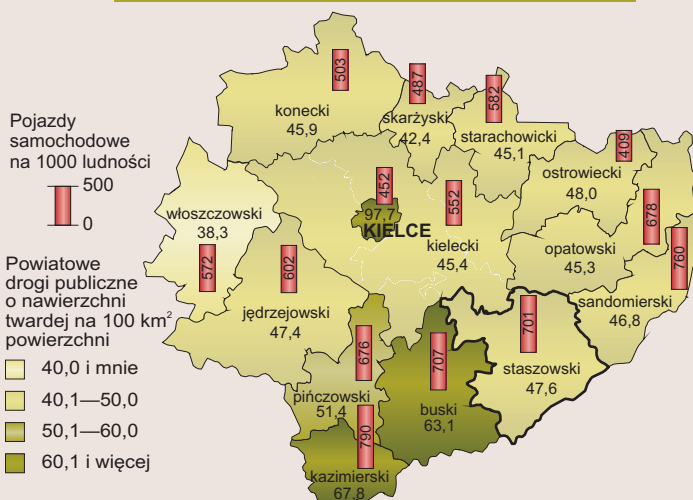 Pojazdy
samochodowe
na 1000 ludności
500
0
Powiatowe
drogi publiczne
o nawierzchni
twardej na 100 km²
powierzchni
40,0 i mnie
40,1—50,0
50,1—60,0
60,1 i więcej
503
konecki
45,9
487
skarżyski
42,4
582
starachowicki
45,1
409
ostrowiecki
48,0
włoszczowski
38,3
572
452
97,7
KIELCE
552
kielecki
45,4
678
opatowski
45,3
760
sandomierski
46,8
602
jędrzejowski
47,4
701
staszowski
47,6
676
pińczowski
51,4
707
buski
63,1
790
kazimierski
67,8